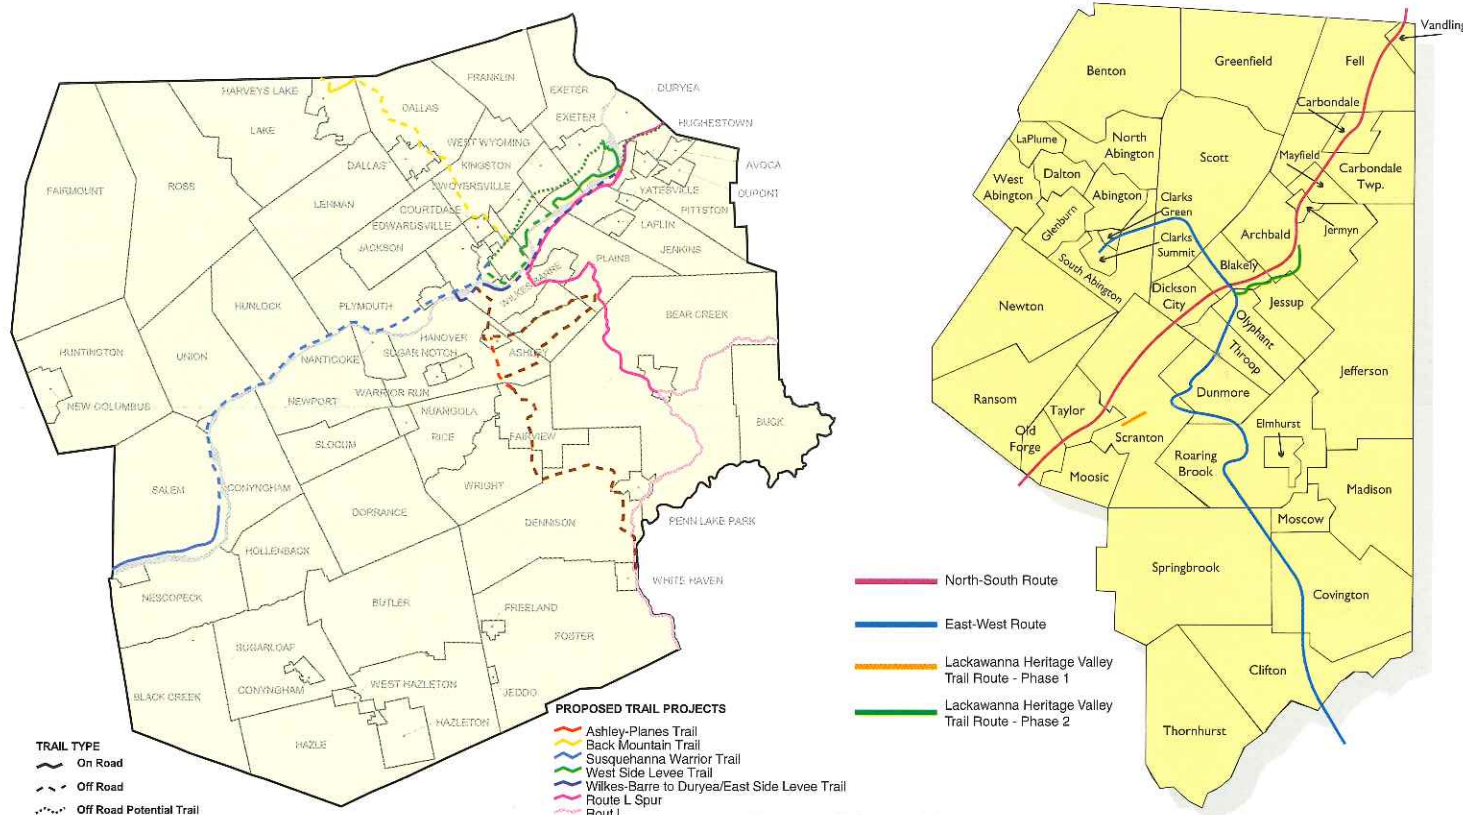 FRANKLIN
EXETER
DURYEA
HARVEYS LAKE
DALLAS
EXETER
HUGHESTOWN
LAKE
WEST WYOMING
DALLAS
KINGSTON
AVOCA
FAIRMOUNT
ROSS
SWOYERSVILLE
YATESVILLE
DUPONT
LEHMAN
COURTDALE
PITTSTON
EDWARDSVILLE
LAFLIN
JACKSON
JENKINS
PLAINS
WILKES-BARRE
HUNLOCK
PLYMOUTH
BEAR CREEK
HANOVER
HUNTINGTON
UNION
NANTICOKE
SUGAR NOTCH
ASHLEY
WARRIOR RUN
NEW COLUMBUS
NEWPORT
NUANGOLA
BUCK
SLOCUM
RICE
FAIRVIEW
SALEM
CONYNGHAM
WRIGHT
DORRANCE
DENNISON
PENN LAKE PARK
HOLLENBACK
WHITE HAVEN
NESCOPECK
BUTLER
FREELAND
FOSTER
SUGARLOAF
BLACK CREEK
CONYNGHAM
WEST HAZLETON
JEDDO
HAZLETON
HAZLE
TRAIL TYPE
On Road
Off Road
Off Road Potential Trail
PROPOSED TRAIL PROJECTS
Ashley-Planes Trail
Back Mountain Trail
Susquehanna Warrior Trail
West Side Levee Trail
Wilkes-Barre to Duryea/East Side Levee Trail
Route L Spur
Vandling
Benton
Greenfield
Fell
Carbondale
LaPlume
North
Abington
Scott
Mayfield
Carbondale
Twp.
West
Abington
Dalton
Abington
Clarks
Green
Glenburn
Clarks
Summit
Archbald
Jermyn
South Abington
Blakely
Newton
Dickson
City
Jessup
Olyphant
Throop
Jefferson
Ransom
Taylor
Dunmore
Old
Forge
Scranton
Elmhurst
Roaring
Brook
Moosic
Madison
Moscow
Springbrook
Covington
Clifton
Thornhurst
North-South Route
East-West Route
Lackawanna Heritage Valley
Trail Route - Phase 1
Lackawanna Heritage Valley
Trail Route - Phase 2